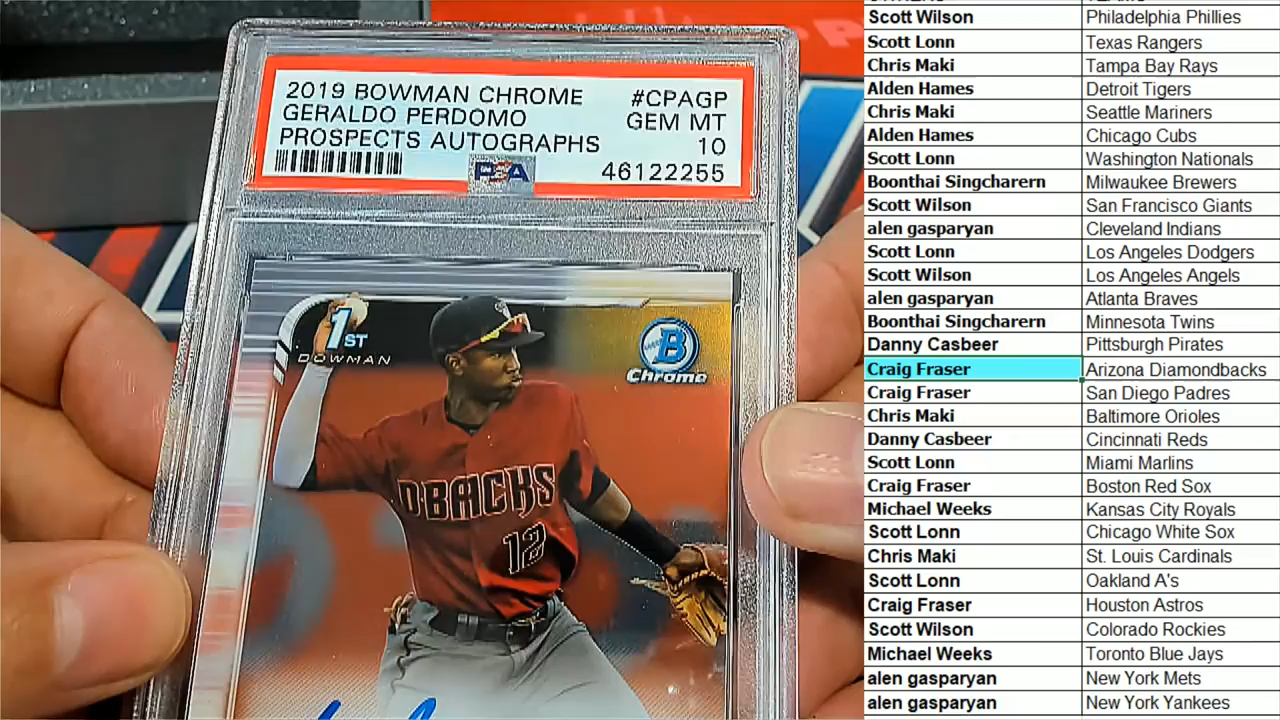 2019 BOWMAN CHROME #CPAGP
GERALDO PERDOMO GEM MT
PROSPECTS AUTOGRAPHS 10
PSA 46122255
1ST
BOWMAN
B
Chrome
D-BACKS
12
Scott Wilson Philadelphia Phillies
Scott Lonn Texas Rangers
Chris Maki Tampa Bay Rays
Alden Hames Detroit Tigers
Chris Maki Seattle Mariners
Alden Hames Chicago Cubs
Scott Lonn Washington Nationals
Boonthai Singcharern Milwaukee Brewers
Scott Wilson San Francisco Giants
alen gasparyan Cleveland Indians
Scott Lonn Los Angeles Dodgers
Scott Wilson Los Angeles Angels
alen gasparyan Atlanta Braves
Boonthai Singcharern Minnesota Twins
Danny Casbeer Pittsburgh Pirates
Craig Fraser Arizona Diamondbacks
Craig Fraser San Diego Padres
Chris Maki Baltimore Orioles
Danny Casbeer Cincinnati Reds
Scott Lonn Miami Marlins
Craig Fraser Boston Red Sox
Michael Weeks Kansas City Royals
Scott Lonn Chicago White Sox
Chris Maki St. Louis Cardinals
Scott Lonn Oakland A's
Craig Fraser Houston Astros
Scott Wilson Colorado Rockies
Michael Weeks Toronto Blue Jays
alen gasparyan New York Mets
alen gasparyan New York Yankees